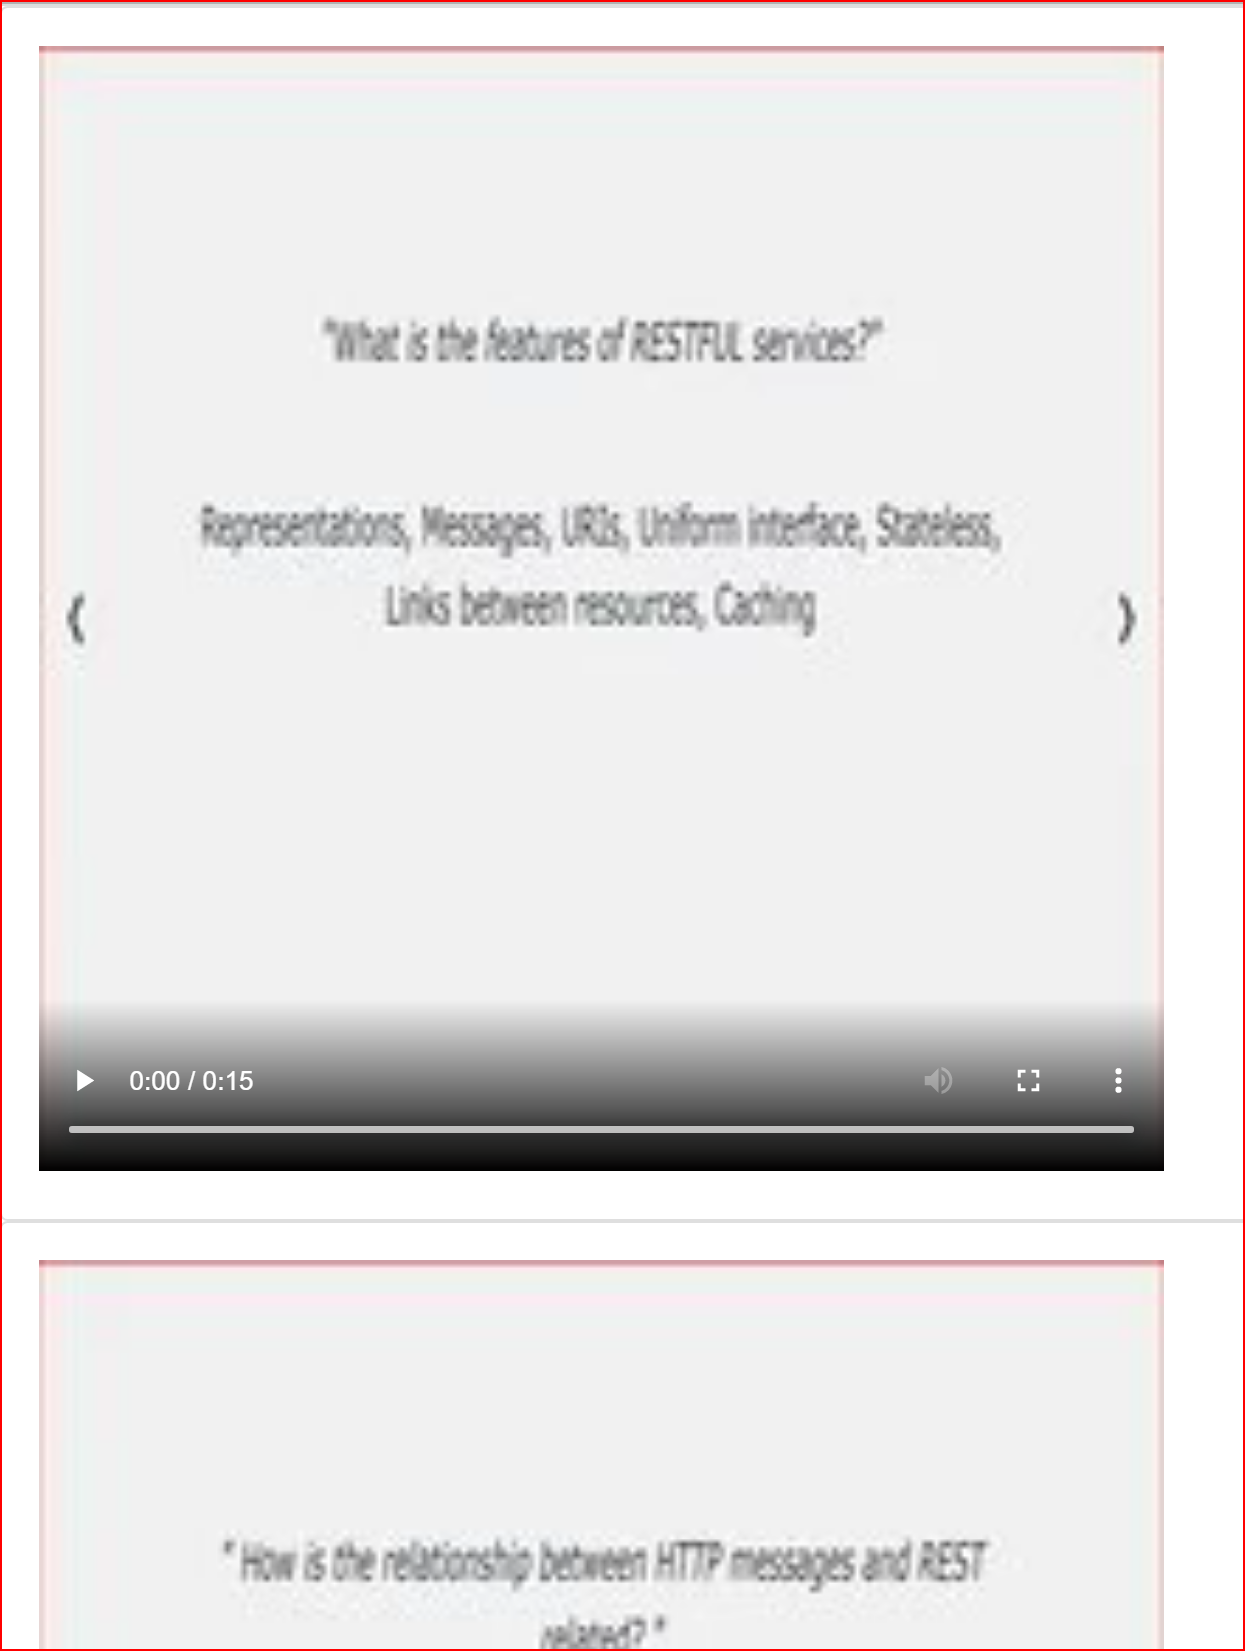 "What is the features of RESTFUL services?"
Representations, Messages, URIs, Uniform interface, Stateless,
Links between resources, Caching
❮ ❯
0:00 / 0:15
" How is the relationship between HTTP messages and REST
related? "